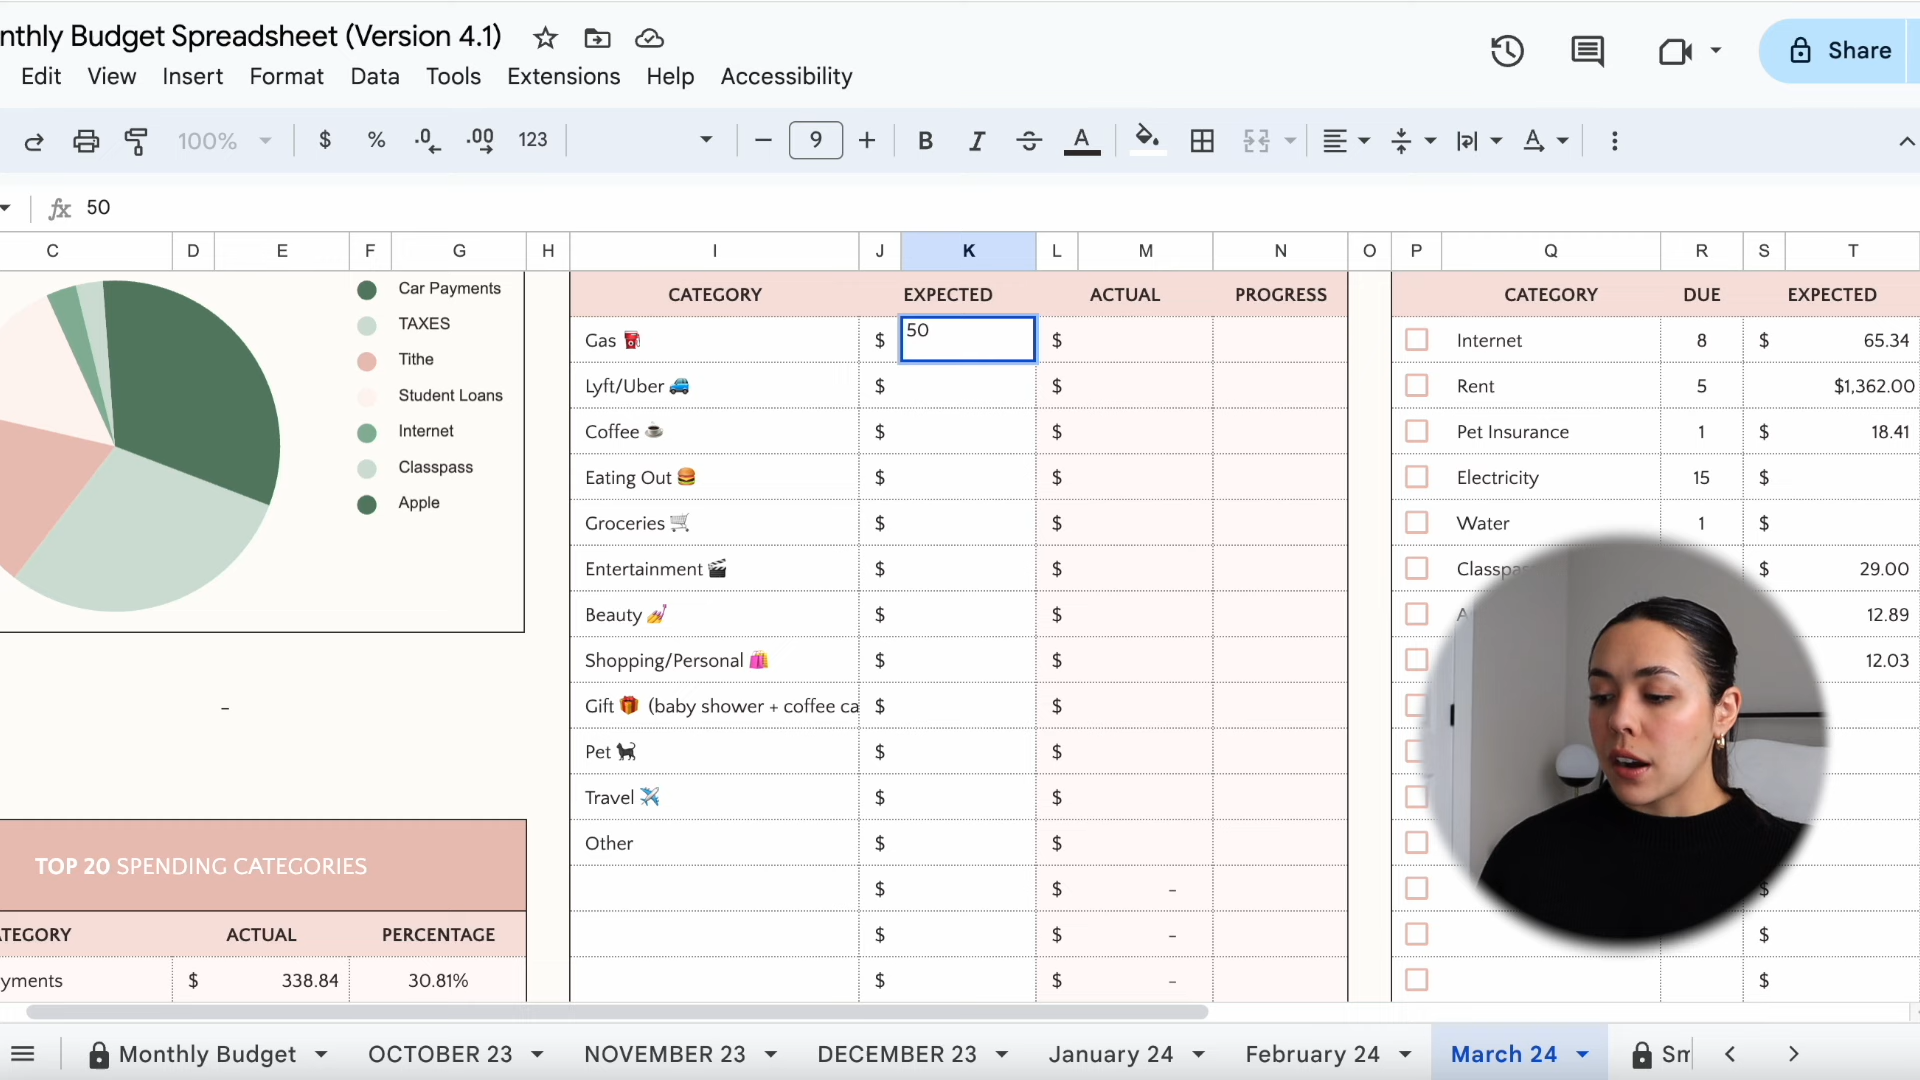 nthly Budget Spreadsheet (Version 4.1)
Edit View Insert Format Data Tools Extensions Help Accessibility
Share
100% $ % .0 .00 123 9 B I A
fx 50
C D E F G H I J K L M N O P Q R S T
Car Payments
TAXES
Tithe
Student Loans
Internet
Classpass
Apple
–
TOP 20 SPENDING CATEGORIES
TEGORY ACTUAL PERCENTAGE
yments $ 338.84 30.81%
CATEGORY EXPECTED ACTUAL PROGRESS
Gas $ 50 $
Lyft/Uber $ $
Coffee $ $
Eating Out $ $
Groceries $ $
Entertainment $ $
Beauty $ $
Shopping/Personal $ $
Gift (baby shower + coffee ca $ $
Pet $ $
Travel $ $
Other $ $
$ $ –
$ $ –
$ $ –
CATEGORY DUE EXPECTED
Internet 8 $ 65.34
Rent 5 $1,362.00
Pet Insurance 1 $ 18.41
Electricity 15 $
Water 1 $
Classpa $ 29.00
A 12.89
12.03
$
$
$
Monthly Budget OCTOBER 23 NOVEMBER 23 DECEMBER 23 January 24 February 24 March 24 Sm